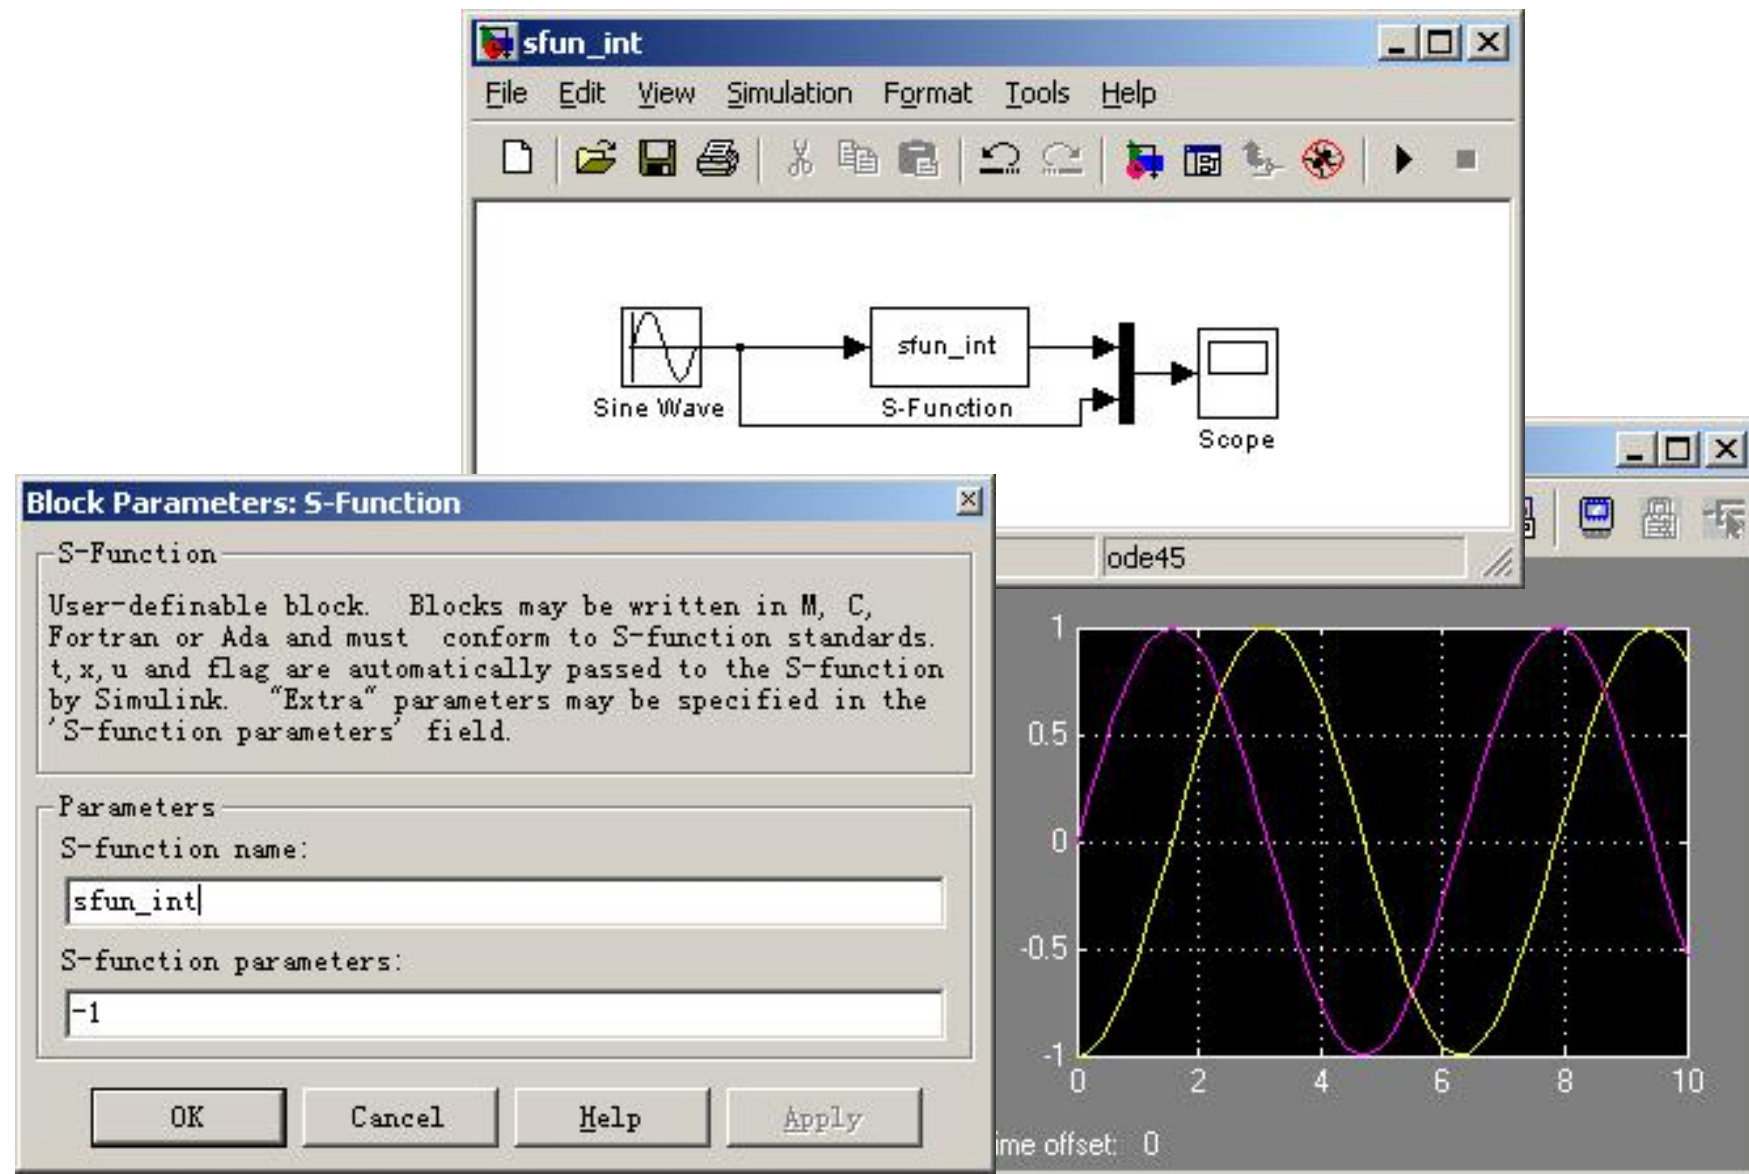 sfun_int
File Edit View Simulation Format Tools Help
sfun_int
Sine Wave
S-Function
Scope
ode45
Block Parameters: S-Function
S-Function
User-definable block. Blocks may be written in M, C,
Fortran or Ada and must conform to S-function standards.
t,x,u and flag are automatically passed to the S-function
by Simulink. "Extra" parameters may be specified in the
'S-function parameters' field.
Parameters
S-function name:
sfun_int
S-function parameters:
-1
OK Cancel Help Apply
1
0.5
0
-0.5
-1
0 2 4 6 8 10
ime offset: 0